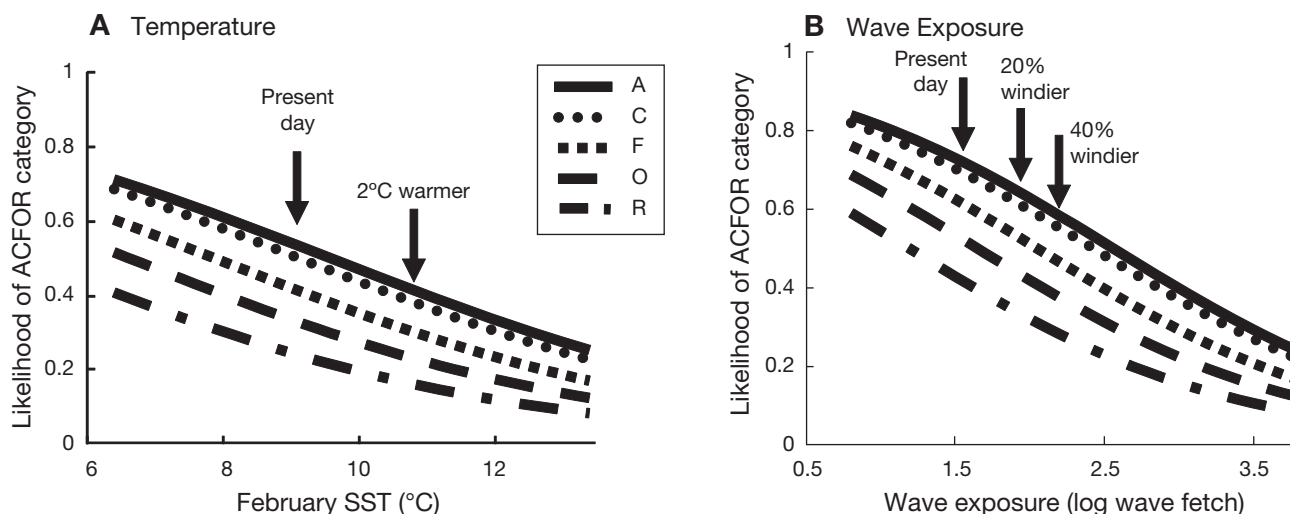 A Temperature
Likelihood of ACFOR category
1
0.8
0.6
0.4
0.2
0
6
8
10
12
February SST (°C)
Present
day
2°C warmer
A
C
F
O
R
B Wave Exposure
Likelihood of ACFOR category
1
0.8
0.6
0.4
0.2
0
0.5
1.5
2.5
3.5
Wave exposure (log wave fetch)
Present
day
20%
windier
40%
windier